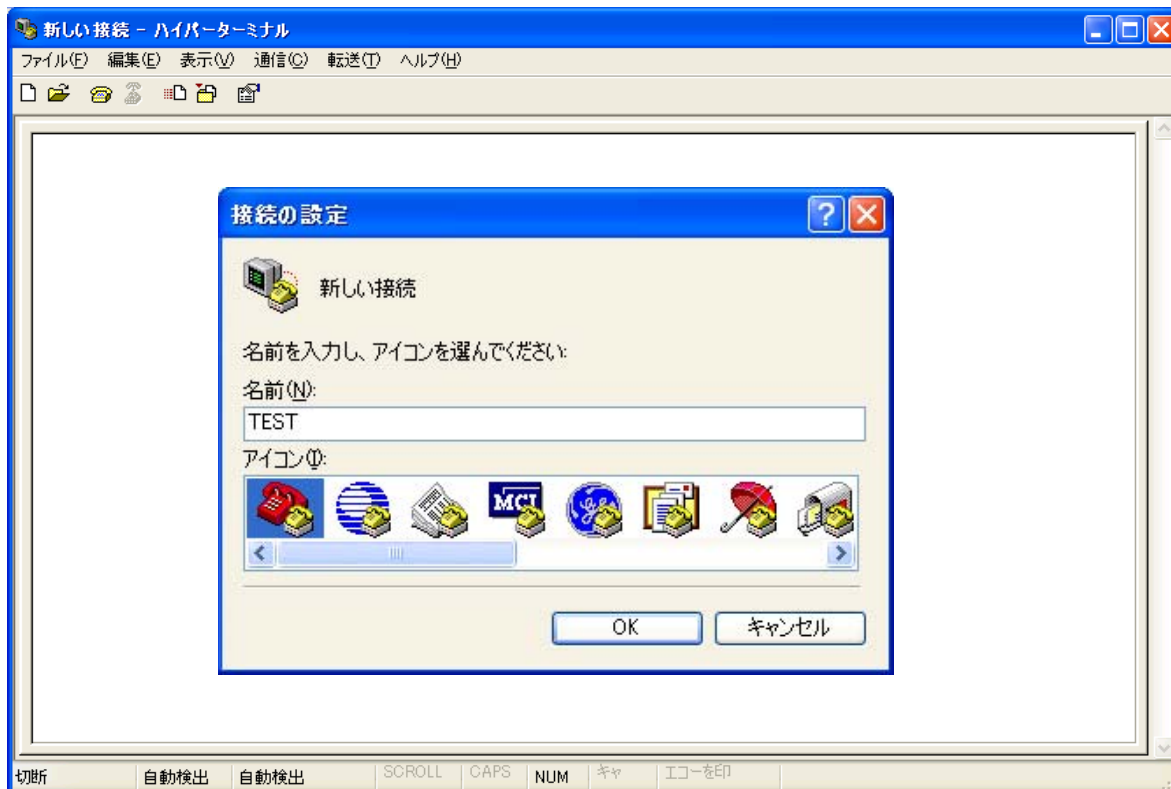 新しい接続 - ハイパーターミナル
ファイル(F) 編集(E) 表示(V) 通信(C) 転送(T) ヘルプ(H)
接続の設定
新しい接続
名前を入力し、アイコンを選んでください:
名前(N):
TEST
アイコン(I):
MCI
OK キャンセル
切断 自動検出 自動検出 SCROLL CAPS NUM キャ エコーを印